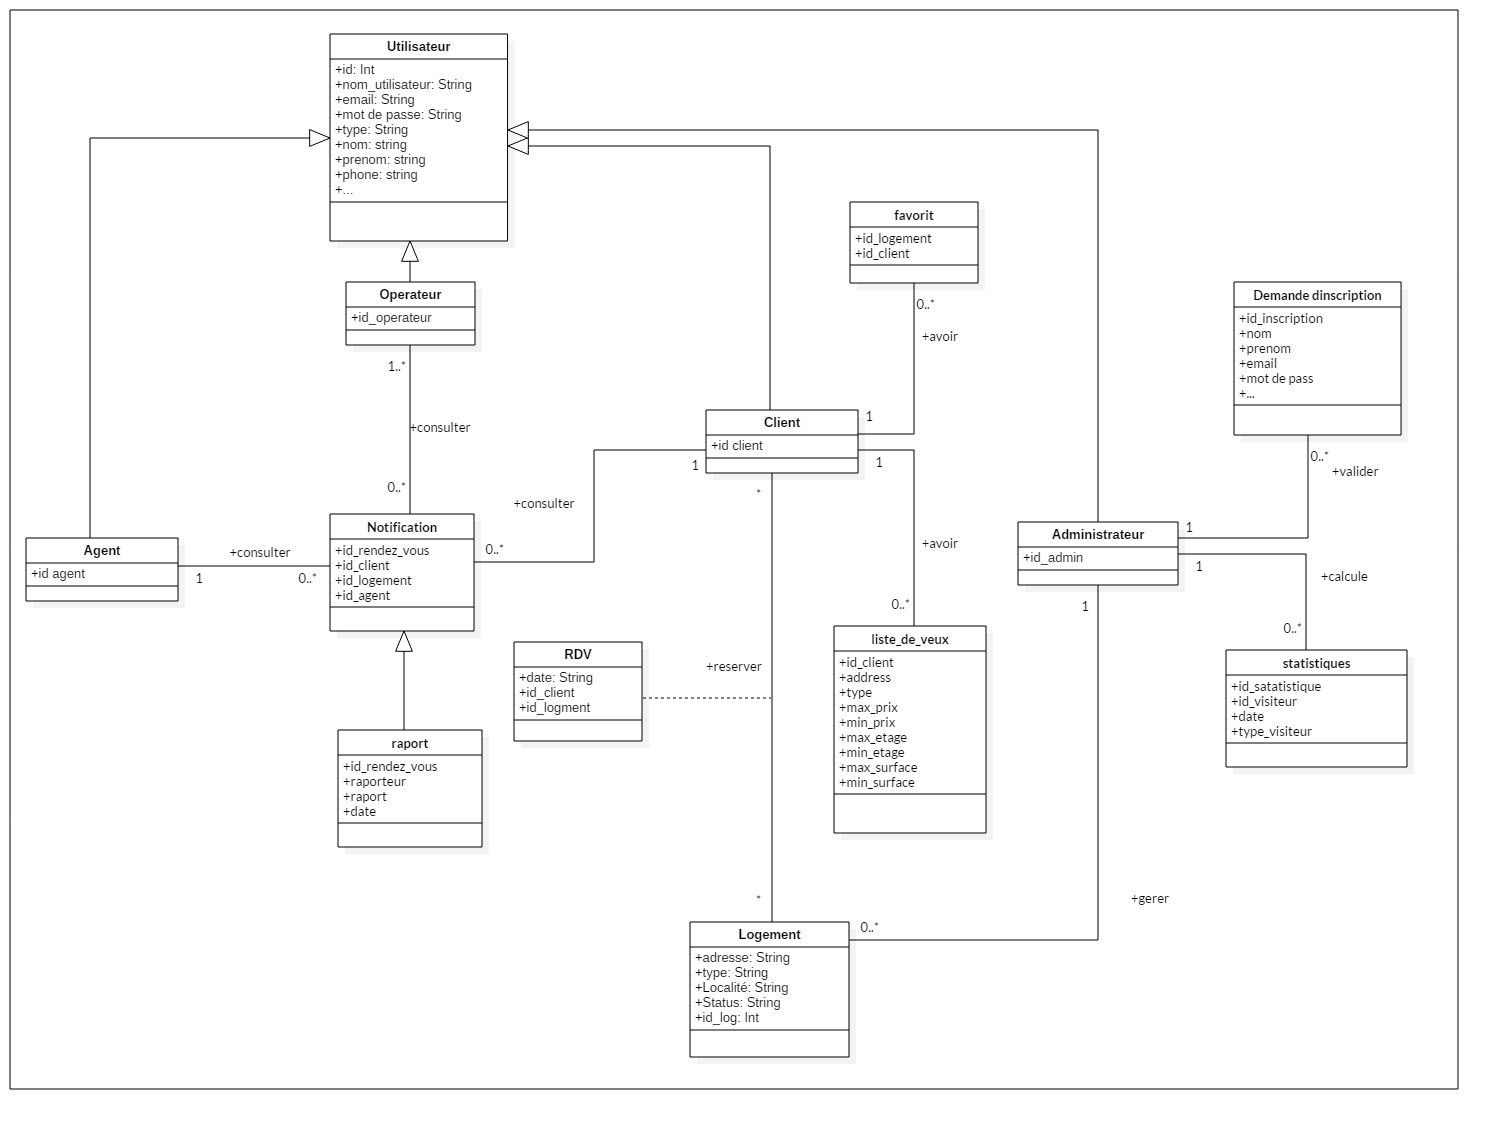 Utilisateur
+id: Int
+nom_utilisateur: String
+email: String
+mot de passe: String
+type: String
+nom: string
+prenom: string
+phone: string
+...
favorit
+id_logement
+id_client
0..*
+avoir
Operateur
+id_operateur
1..*
+consulter
0..*
Demande dinscription
+id_inscription
+nom
+prenom
+email
+mot de pass
+...
0..*
+valider
Client
+id client
1
1
1
*
+consulter
0..*
Agent
+id agent
+consulter
1
0..*
Notification
+id_rendez_vous
+id_client
+id_logement
+id_agent
+avoir
0..*
Administrateur
+id_admin
1
1
1
+calcule
0..*
RDV
+date: String
+id_client
+id_logment
+reserver
liste_de_veux
+id_client
+address
+type
+max_prix
+min_prix
+max_etage
+min_etage
+max_surface
+min_surface
statistiques
+id_satatistique
+id_visiteur
+date
+type_visiteur
raport
+id_rendez_vous
+raporteur
+raport
+date
*
0..*
+gerer
Logement
+adresse: String
+type: String
+Localité: String
+Status: String
+id_log: Int